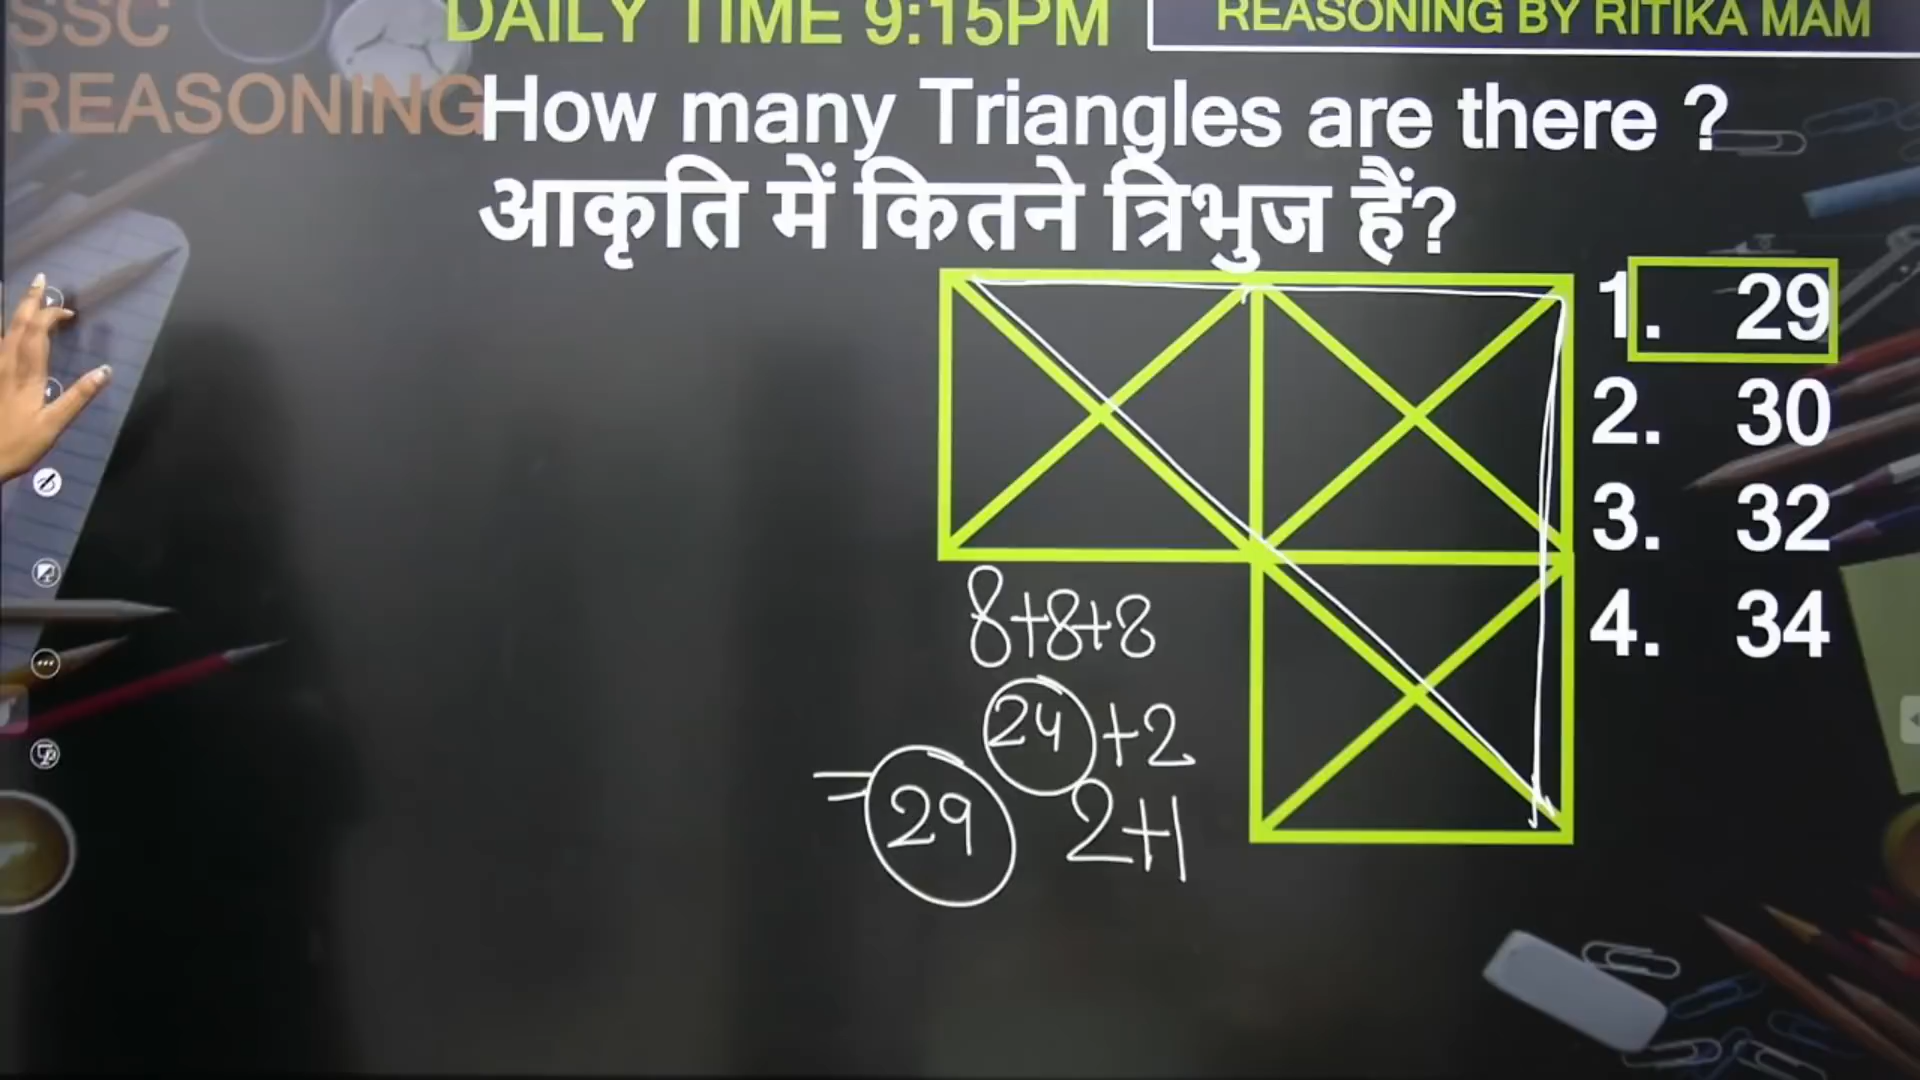 SSC
REASONING
DAILY TIME 9:15PM
REASONING BY RITIKA MAM
How many Triangles are there ?
आकृति में कितने त्रिभुज हैं?
1. 29
2. 30
3. 32
4. 34
8+8+8
24 +2
2+1
=29